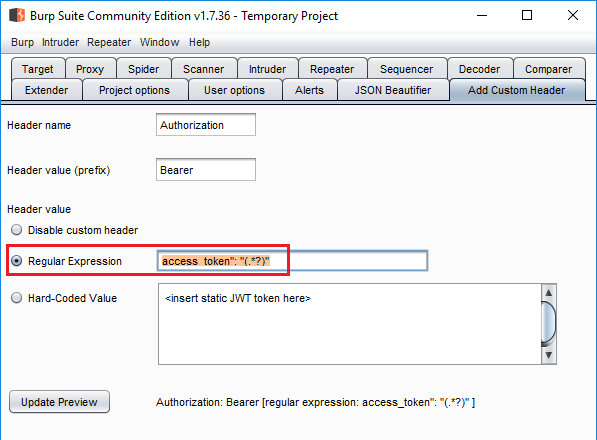 Burp Suite Community Edition v1.7.36 - Temporary Project
Burp Intruder Repeater Window Help
Target Proxy Spider Scanner Intruder Repeater Sequencer Decoder Comparer
Extender Project options User options Alerts JSON Beautifier Add Custom Header
Header name Authorization
Header value (prefix) Bearer
Header value
Disable custom header
Regular Expression access_token": "(.*?)"
Hard-Coded Value <insert static JWT token here>
Update Preview Authorization: Bearer [regular expression: access_token": "(.*?)" ]